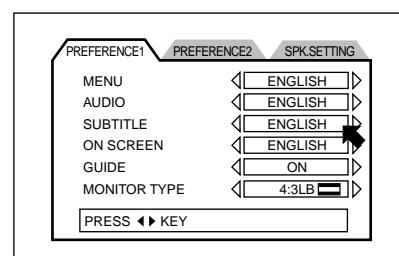 PREFERENCE1 PREFERENCE2 SPK.SETTING
MENU ENGLISH
AUDIO ENGLISH
SUBTITLE ENGLISH
ON SCREEN ENGLISH
GUIDE ON
MONITOR TYPE 4:3LB
PRESS ◀▶ KEY